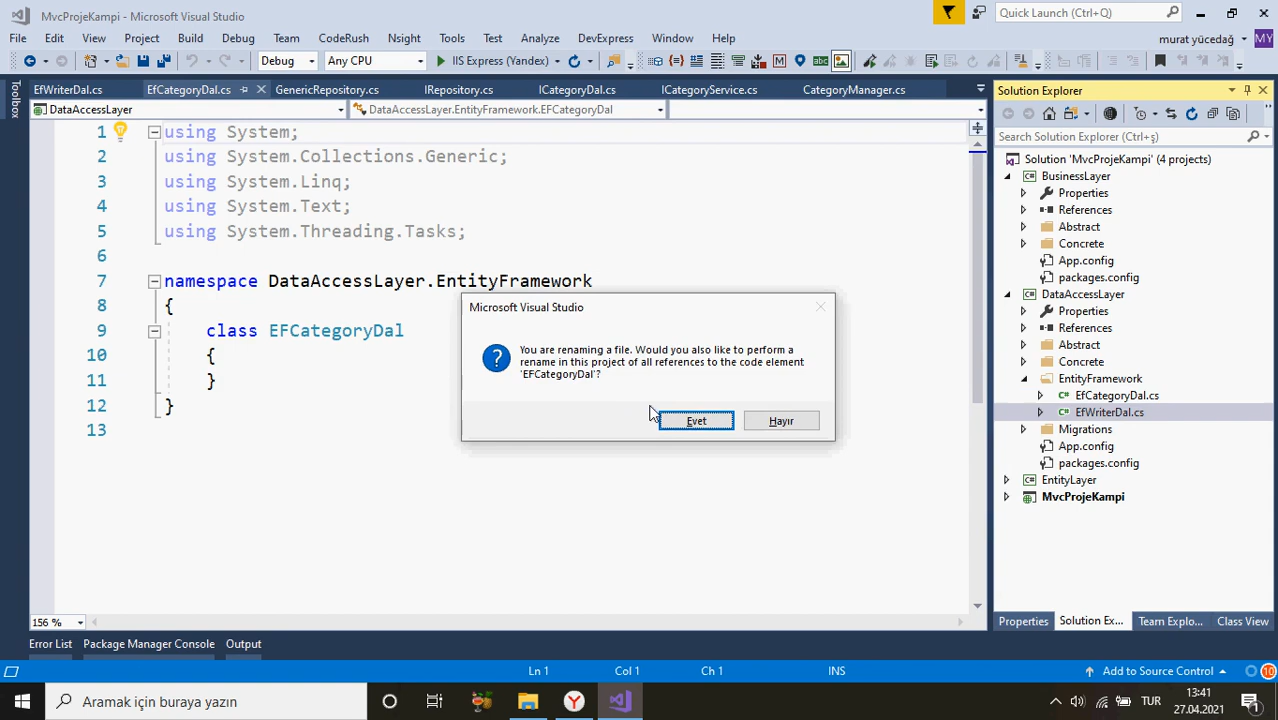 MvcProjeKampi - Microsoft Visual Studio
Quick Launch (Ctrl+Q)
File Edit View Project Build Debug Team CodeRush Nsight Tools Test Analyze DevExpress Window Help
murat yücedağ MY
Debug Any CPU IIS Express (Yandex)
abc
Toolbox
EfWriterDal.cs EfCategoryDal.cs GenericRepository.cs IRepository.cs ICategoryDal.cs ICategoryService.cs CategoryManager.cs
DataAccessLayer DataAccessLayer.EntityFramework.EFCategoryDal
1 using System;
2 using System.Collections.Generic;
3 using System.Linq;
4 using System.Text;
5 using System.Threading.Tasks;
6
7 namespace DataAccessLayer.EntityFramework
8 {
9 class EFCategoryDal
10 {
11 }
12 }
13
Microsoft Visual Studio
You are renaming a file. Would you also like to perform a
rename in this project of all references to the code element
'EFCategoryDal'?
Evet Hayır
Solution Explorer
Search Solution Explorer (Ctrl+ş)
Solution 'MvcProjeKampi' (4 projects)
BusinessLayer
Properties
References
Abstract
Concrete
App.config
packages.config
DataAccessLayer
Properties
References
Abstract
Concrete
EntityFramework
EfCategoryDal.cs
EfWriterDal.cs
Migrations
App.config
packages.config
EntityLayer
MvcProjeKampi
156 %
Properties Solution Ex... Team Explo... Class View
Error List Package Manager Console Output
Ln 1 Col 1 Ch 1 INS Add to Source Control 10
Aramak için buraya yazın
TUR
13:41
27.04.2021
1